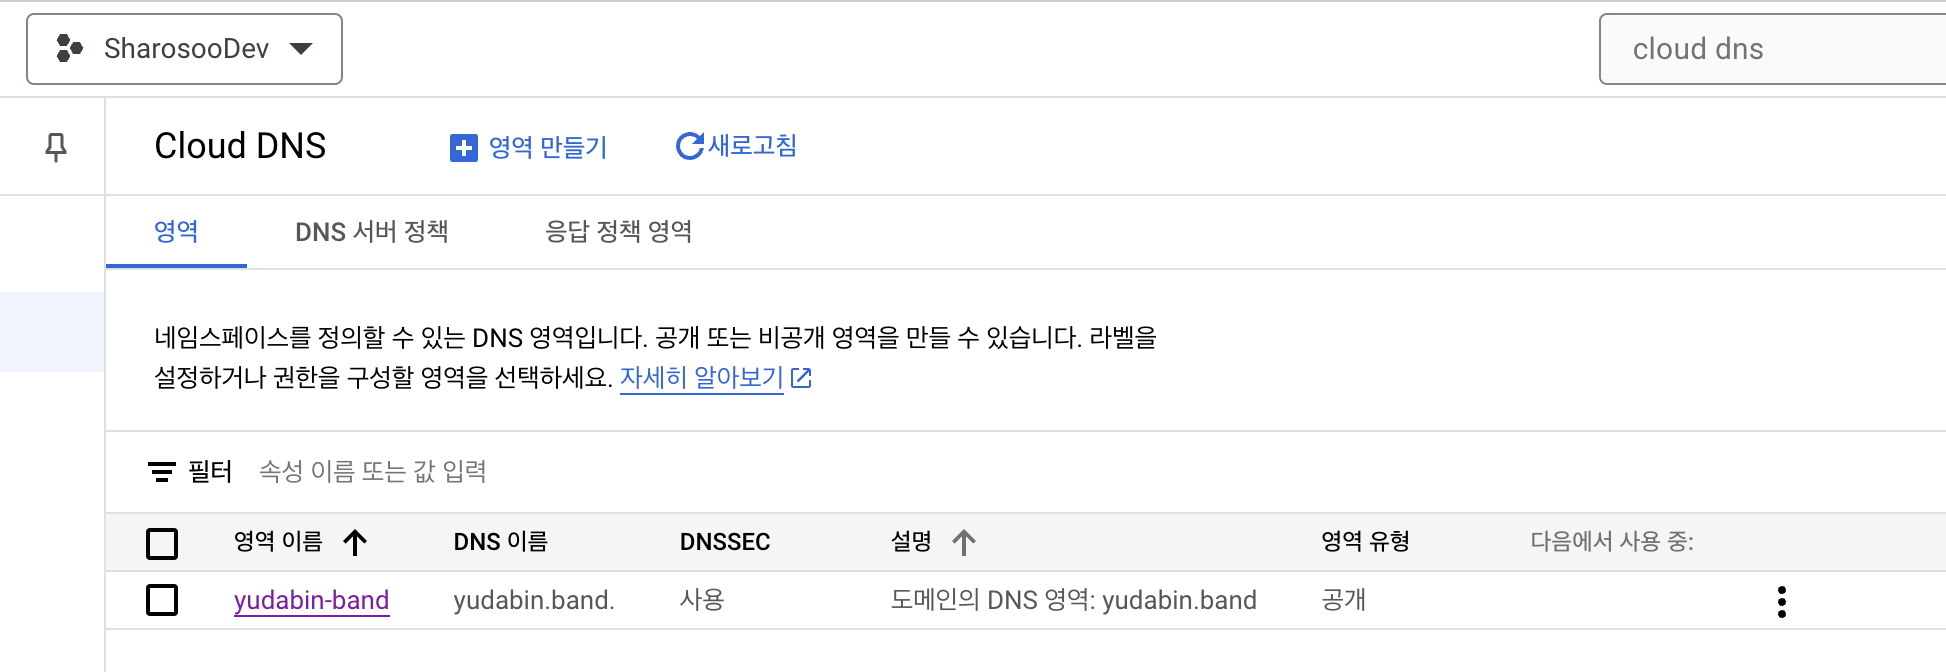 SharosooDev
cloud dns
Cloud DNS
영역 만들기
새로고침
영역
DNS 서버 정책
응답 정책 영역
네임스페이스를 정의할 수 있는 DNS 영역입니다. 공개 또는 비공개 영역을 만들 수 있습니다. 라벨을
설정하거나 권한을 구성할 영역을 선택하세요. 자세히 알아보기
필터 속성 이름 또는 값 입력
영역 이름 DNS 이름 DNSSEC 설명 영역 유형 다음에서 사용 중:
yudabin-band yudabin.band. 사용 도메인의 DNS 영역: yudabin.band 공개